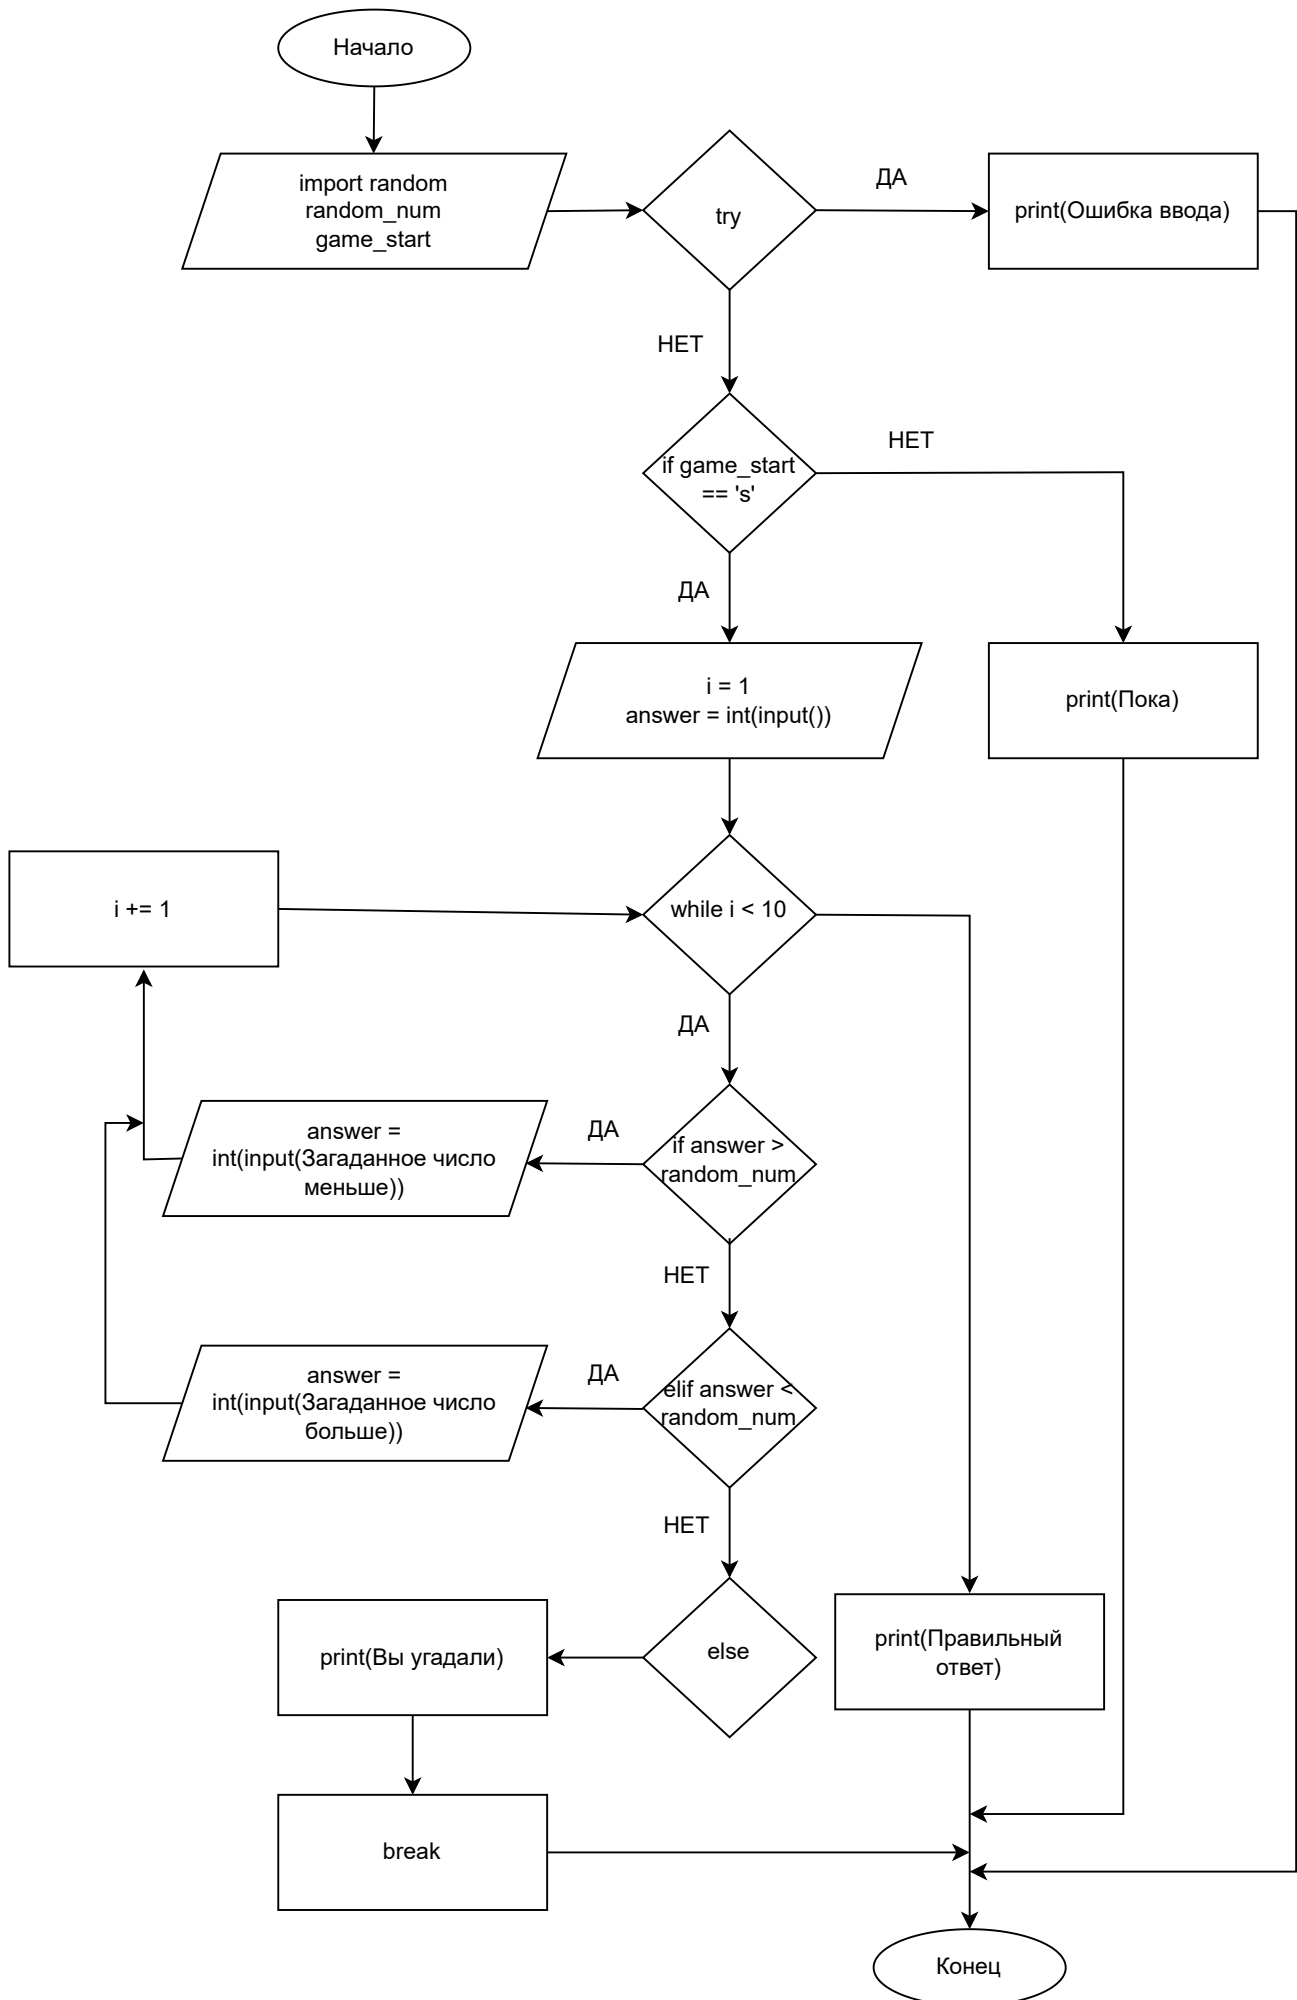 Начало
import random
random_num
game_start
try
ДА
print(Ошибка ввода)
НЕТ
if game_start
== 's'
НЕТ
ДА
i = 1
answer = int(input())
print(Пока)
i += 1
while i < 10
ДА
answer =
int(input(Загаданное число
меньше))
ДА
if answer >
random_num
НЕТ
answer =
int(input(Загаданное число
больше))
ДА
elif answer <
random_num
НЕТ
print(Вы угадали)
else
print(Правильный
ответ)
break
Конец